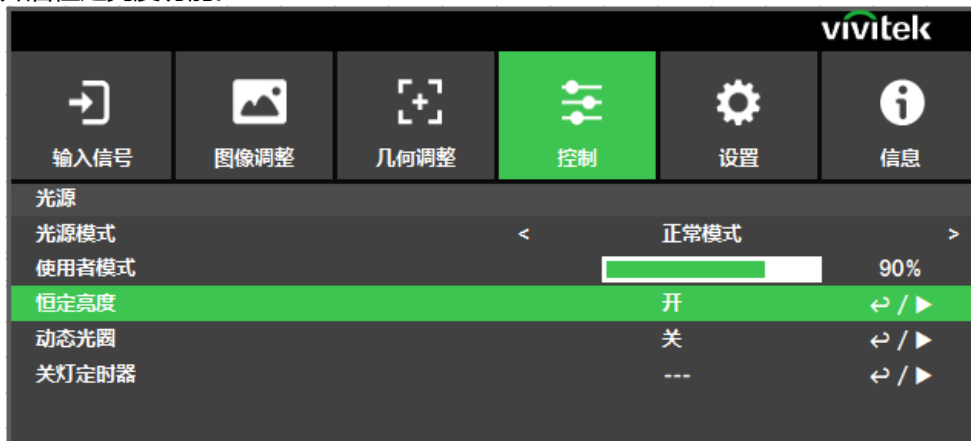 vivitek
输入信号 图像调整 几何调整 控制 设置 信息
光源
光源模式 < 正常模式 >
使用者模式 90%
恒定亮度 开 ↵ / ▶
动态光圈 关 ↵ / ▶
关灯定时器 --- ↵ / ▶